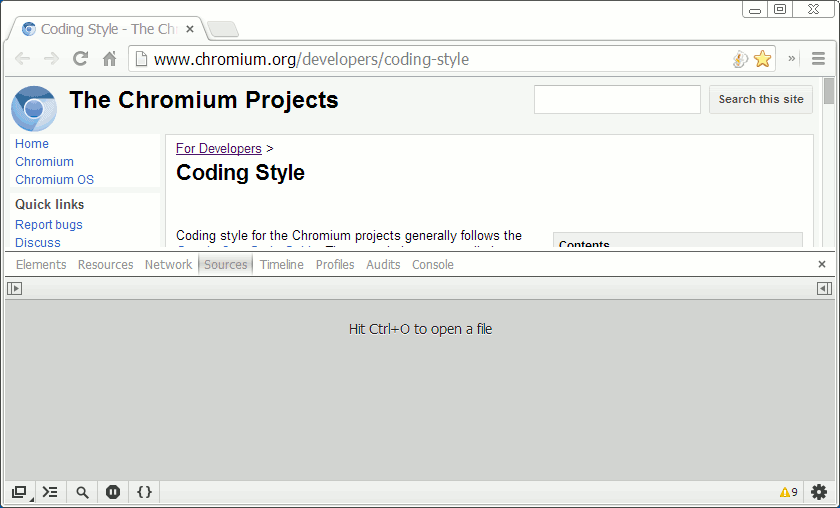 Coding Style - The Ch
www.chromium.org/developers/coding-style
The Chromium Projects
Search this site
Home
Chromium
Chromium OS
Quick links
Report bugs
Discuss
For Developers >
Coding Style
Coding style for the Chromium projects generally follows the
Contents
Elements Resources Network Sources Timeline Profiles Audits Console
Hit Ctrl+O to open a file
9